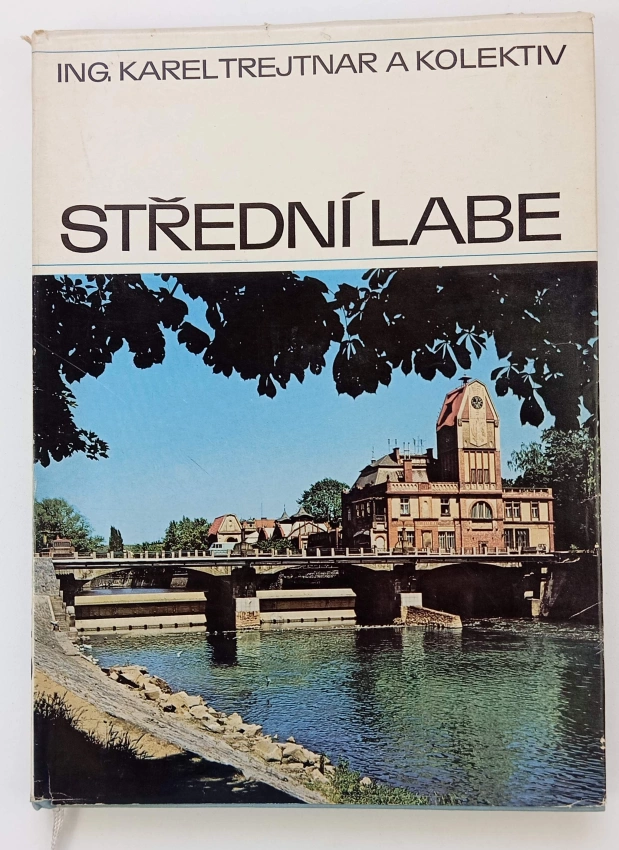 ING. KAREL TREJTNAR A KOLEKTIV
STŘEDNÍ LABE